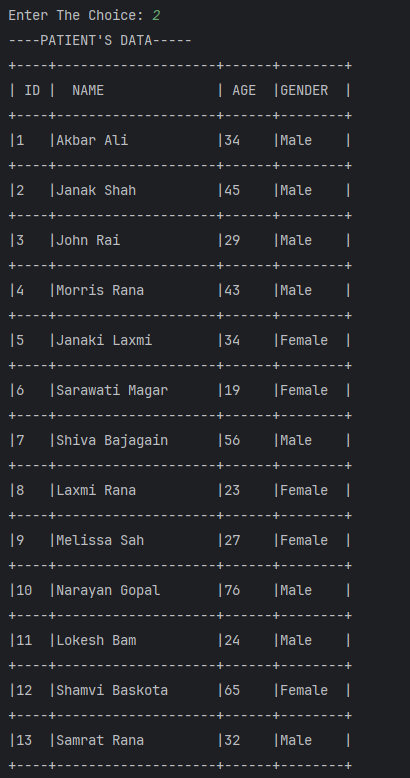 Enter The Choice: 2
----PATIENT'S DATA-----
+----+--------------------+------+--------+
| ID |  NAME              | AGE  |GENDER  |
+----+--------------------+------+--------+
|1   |Akbar Ali           |34    |Male    |
+----+--------------------+------+--------+
|2   |Janak Shah          |45    |Male    |
+----+--------------------+------+--------+
|3   |John Rai            |29    |Male    |
+----+--------------------+------+--------+
|4   |Morris Rana         |43    |Male    |
+----+--------------------+------+--------+
|5   |Janaki Laxmi        |34    |Female  |
+----+--------------------+------+--------+
|6   |Sarawati Magar      |19    |Female  |
+----+--------------------+------+--------+
|7   |Shiva Bajagain      |56    |Male    |
+----+--------------------+------+--------+
|8   |Laxmi Rana          |23    |Female  |
+----+--------------------+------+--------+
|9   |Melissa Sah         |27    |Female  |
+----+--------------------+------+--------+
|10  |Narayan Gopal       |76    |Male    |
+----+--------------------+------+--------+
|11  |Lokesh Bam          |24    |Male    |
+----+--------------------+------+--------+
|12  |Shamvi Baskota      |65    |Female  |
+----+--------------------+------+--------+
|13  |Samrat Rana         |32    |Male    |
+----+--------------------+------+--------+